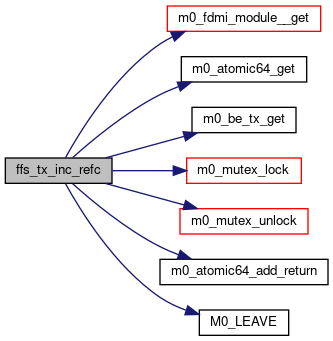 ffs_tx_inc_refc
m0_fdmi_module__get
m0_atomic64_get
m0_be_tx_get
m0_mutex_lock
m0_mutex_unlock
m0_atomic64_add_return
M0_LEAVE